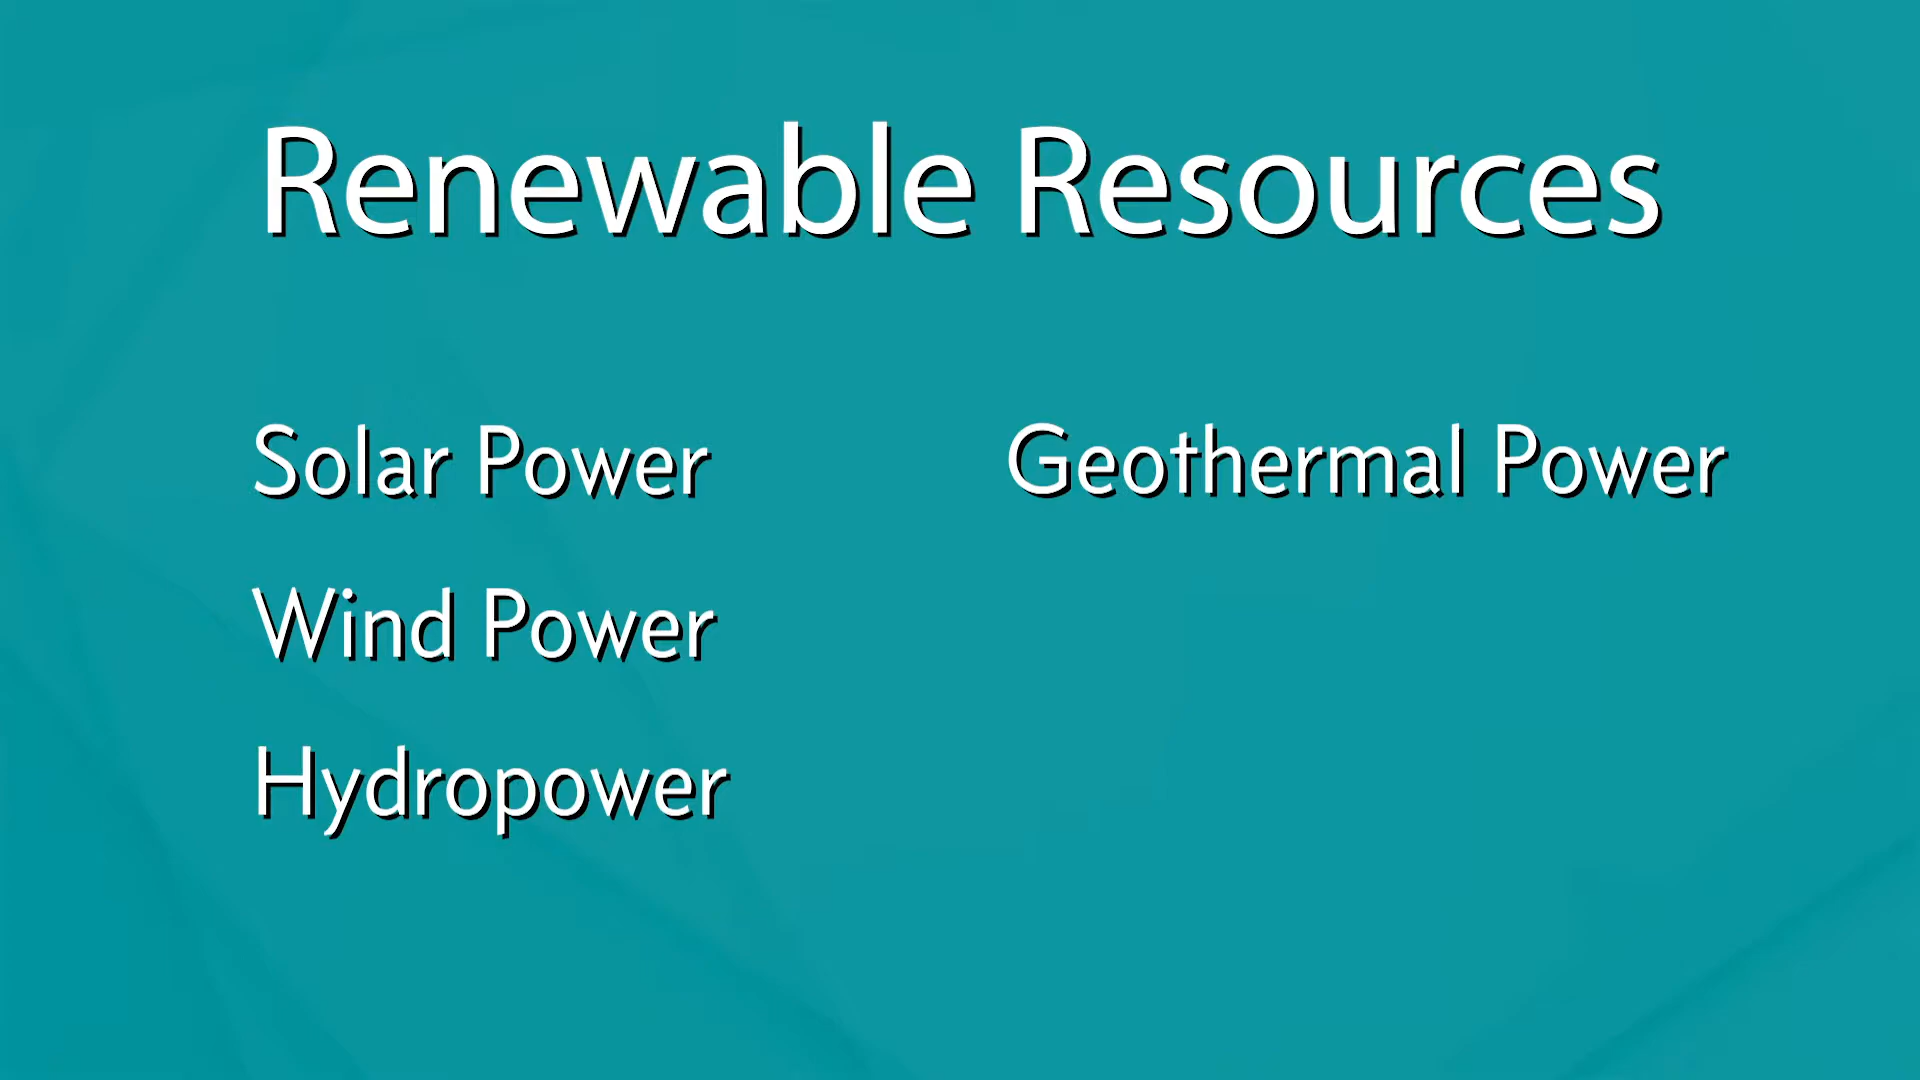 Renewable Resources
Solar Power
Wind Power
Hydropower
Geothermal Power